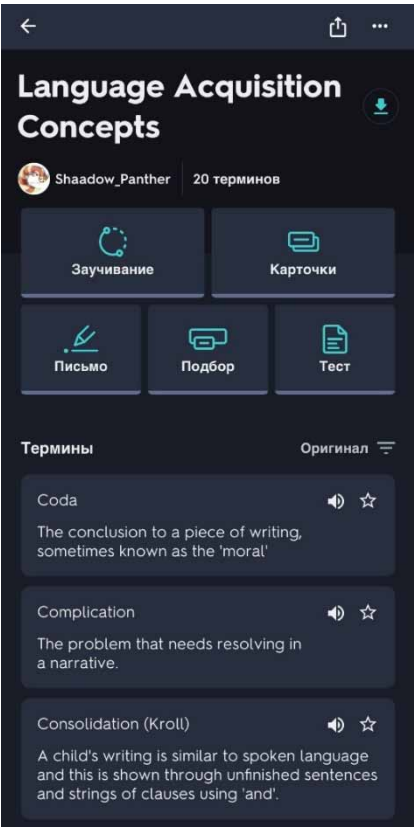 Language Acquisition
Concepts
Shaadow_Panther
20 терминов
Заучивание
Карточки
Письмо
Подбор
Тест
Термины
Оригинал
Coda
The conclusion to a piece of writing,
sometimes known as the 'moral'
Complication
The problem that needs resolving in
a narrative.
Consolidation (Kroll)
A child's writing is similar to spoken language
and this is shown through unfinished sentences
and strings of clauses using 'and'.